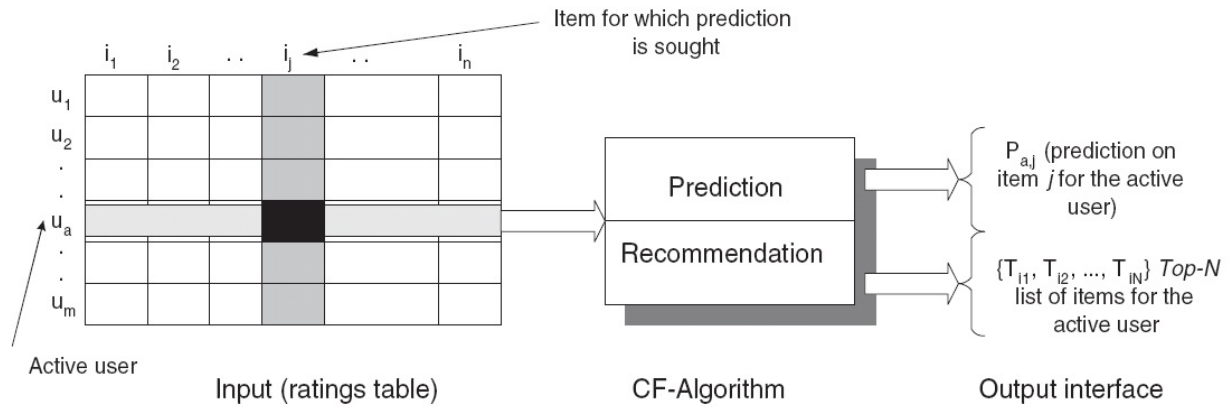 Item for which prediction
is sought
i1 i2 . . ij . . in
u1
u2
.
.
ua
.
.
um
Active user
Prediction
Recommendation
Pa,j (prediction on
item j for the active
user)
{Ti1, Ti2, ..., TiN} Top-N
list of items for the
active user
Input (ratings table)
CF-Algorithm
Output interface